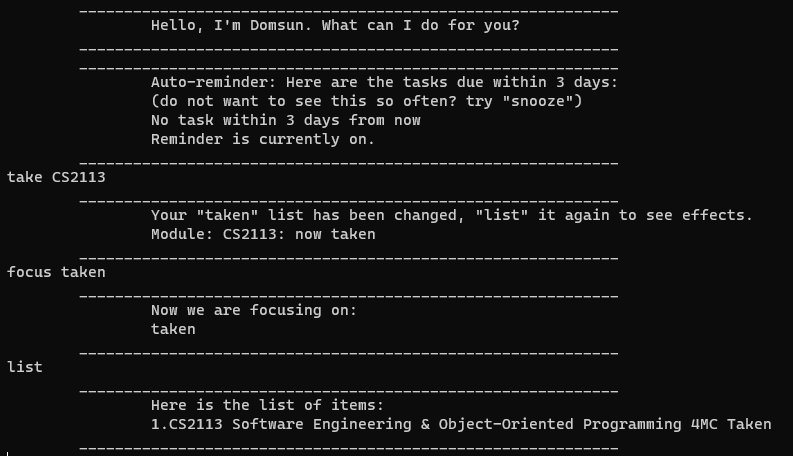 ____________________________________________________________
Hello, I'm Domsun. What can I do for you?
____________________________________________________________
____________________________________________________________
Auto-reminder: Here are the tasks due within 3 days:
(do not want to see this so often? try "snooze")
No task within 3 days from now
Reminder is currently on.
____________________________________________________________
take CS2113
____________________________________________________________
Your "taken" list has been changed, "list" it again to see effects.
Module: CS2113: now taken
____________________________________________________________
focus taken
____________________________________________________________
Now we are focusing on:
taken
____________________________________________________________
list
____________________________________________________________
Here is the list of items:
1.CS2113 Software Engineering & Object-Oriented Programming 4MC Taken
____________________________________________________________